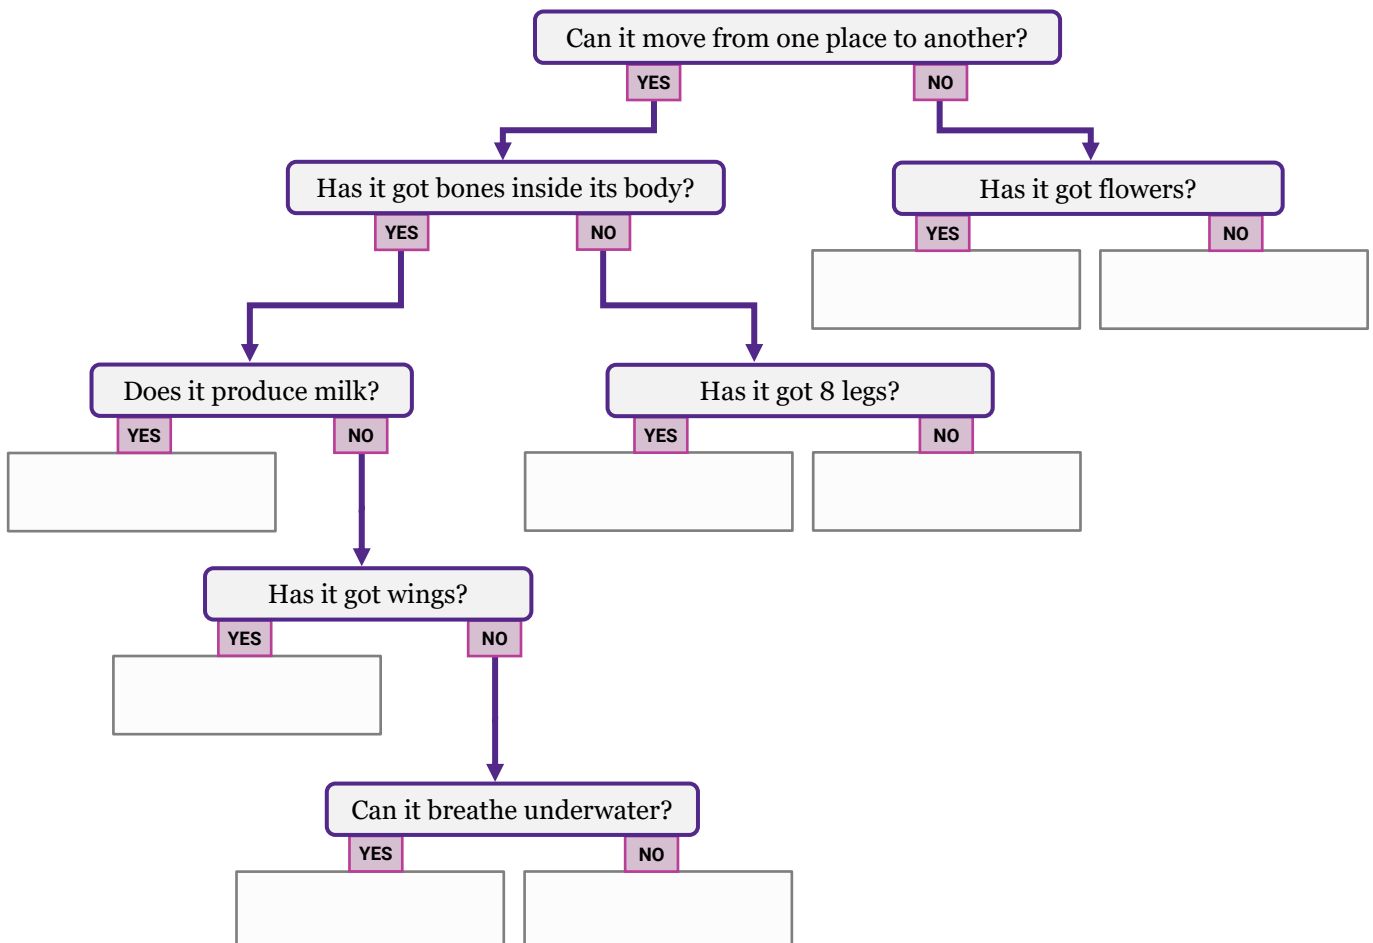 Can it move from one place to another?
YES
NO
Has it got bones inside its body?
Has it got flowers?
YES
NO
YES
NO
Does it produce milk?
Has it got 8 legs?
YES
NO
YES
NO
Has it got wings?
YES
NO
Can it breathe underwater?
YES
NO